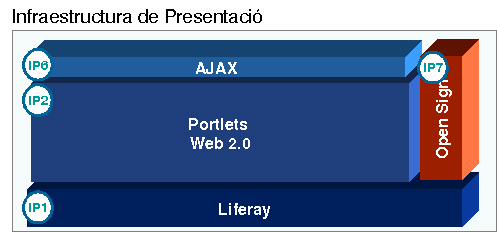 Infraestructura de Presentació
IP6
AJAX
IP7
IP2
Portlets
Web 2.0
Open Sign
IP1
Liferay